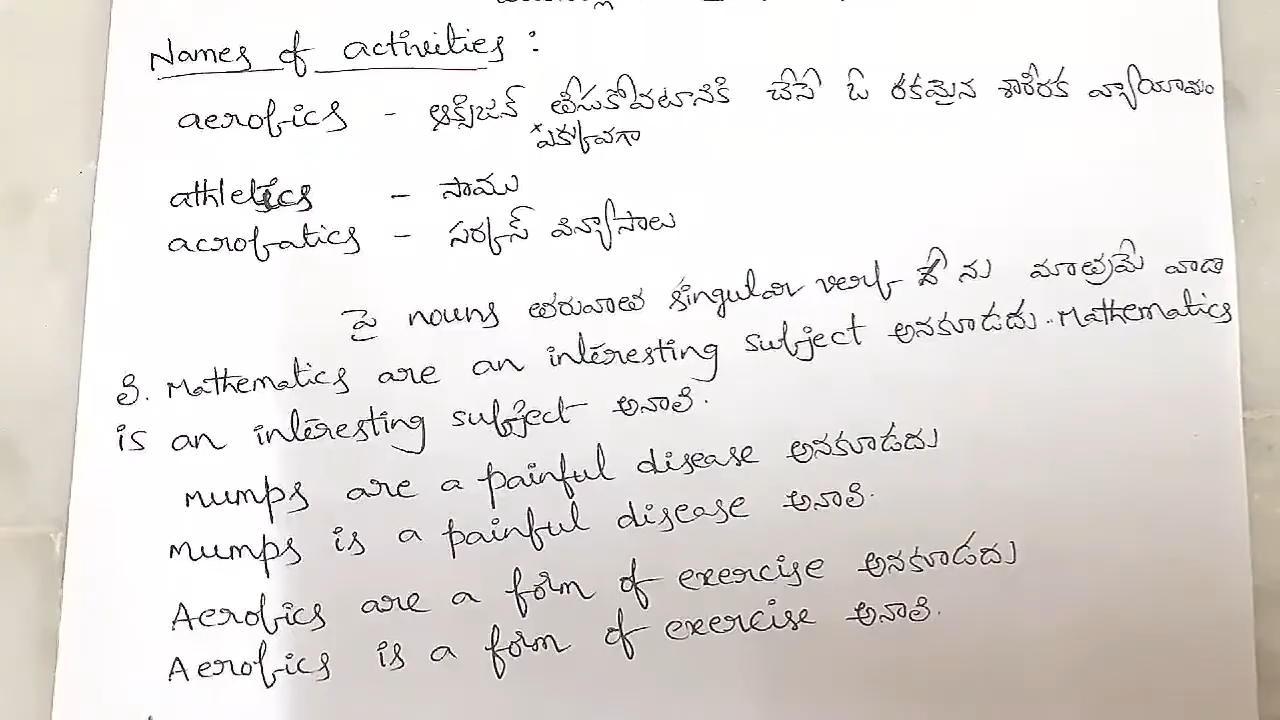 Names of activities :
aerobics - ఆక్సిజన్ తీసుకోవటానికి చేసే ఓ రకమైన శారీరక వ్యాయామం
ఎక్కువగా
athletics - సాము
acrobatics - సర్కస్ విన్యాసాలు
పై nouns తరువాత singular verb ను మాత్రమే వాడా
లి. Mathematics are an interesting subject అనకూడదు. Mathematics
is an interesting subject అనాలి.
Mumps are a painful disease అనకూడదు
Mumps is a painful disease అనాలి.
Aerobics are a form of exercise అనకూడదు
Aerobics is a form of exercise అనాలి.